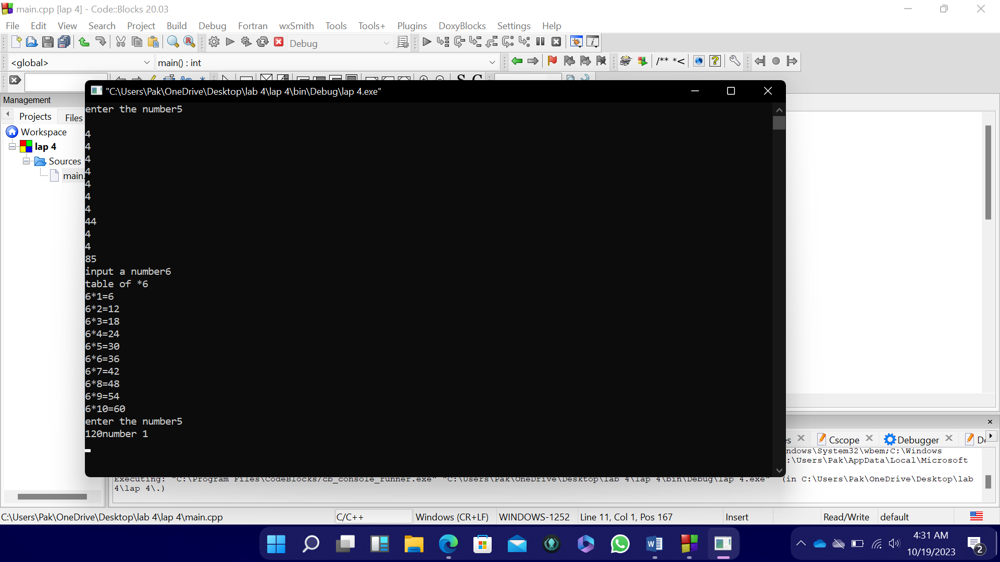 main.cpp [lap 4] - Code::Blocks 20.03
File Edit View Search Project Build Debug Fortran wxSmith Tools Tools+ Plugins DoxyBlocks Settings Help
Debug
<global> main() : int /** *<
"C:\Users\Pak\OneDrive\Desktop\lab 4\lap 4\bin\Debug\lap 4.exe"
Management
Projects Files
Workspace
lap 4
Sources
main.
enter the number5
4
4
4
4
4
4
4
44
4
4
85
input a number6
table of *6
6*1=6
6*2=12
6*3=18
6*4=24
6*5=30
6*6=36
6*7=42
6*8=48
6*9=54
6*10=60
enter the number5
120number 1
es Cscope Debugger
ndows\System32\wbem;C:\Windows
:\Users\Pak\AppData\Local\Microsoft
Executing: "C:\Program Files\CodeBlocks/cb_console_runner.exe" "C:\Users\Pak\OneDrive\Desktop\lab 4\lap 4\bin\Debug\lap 4.exe" (in C:\Users\Pak\OneDrive\Desktop\lab
4\lap 4\.)
C:\Users\Pak\OneDrive\Desktop\lab 4\lap 4\main.cpp C/C++ Windows (CR+LF) WINDOWS-1252 Line 11, Col 1, Pos 167 Insert Read/Write default
4:31 AM
10/19/2023
2